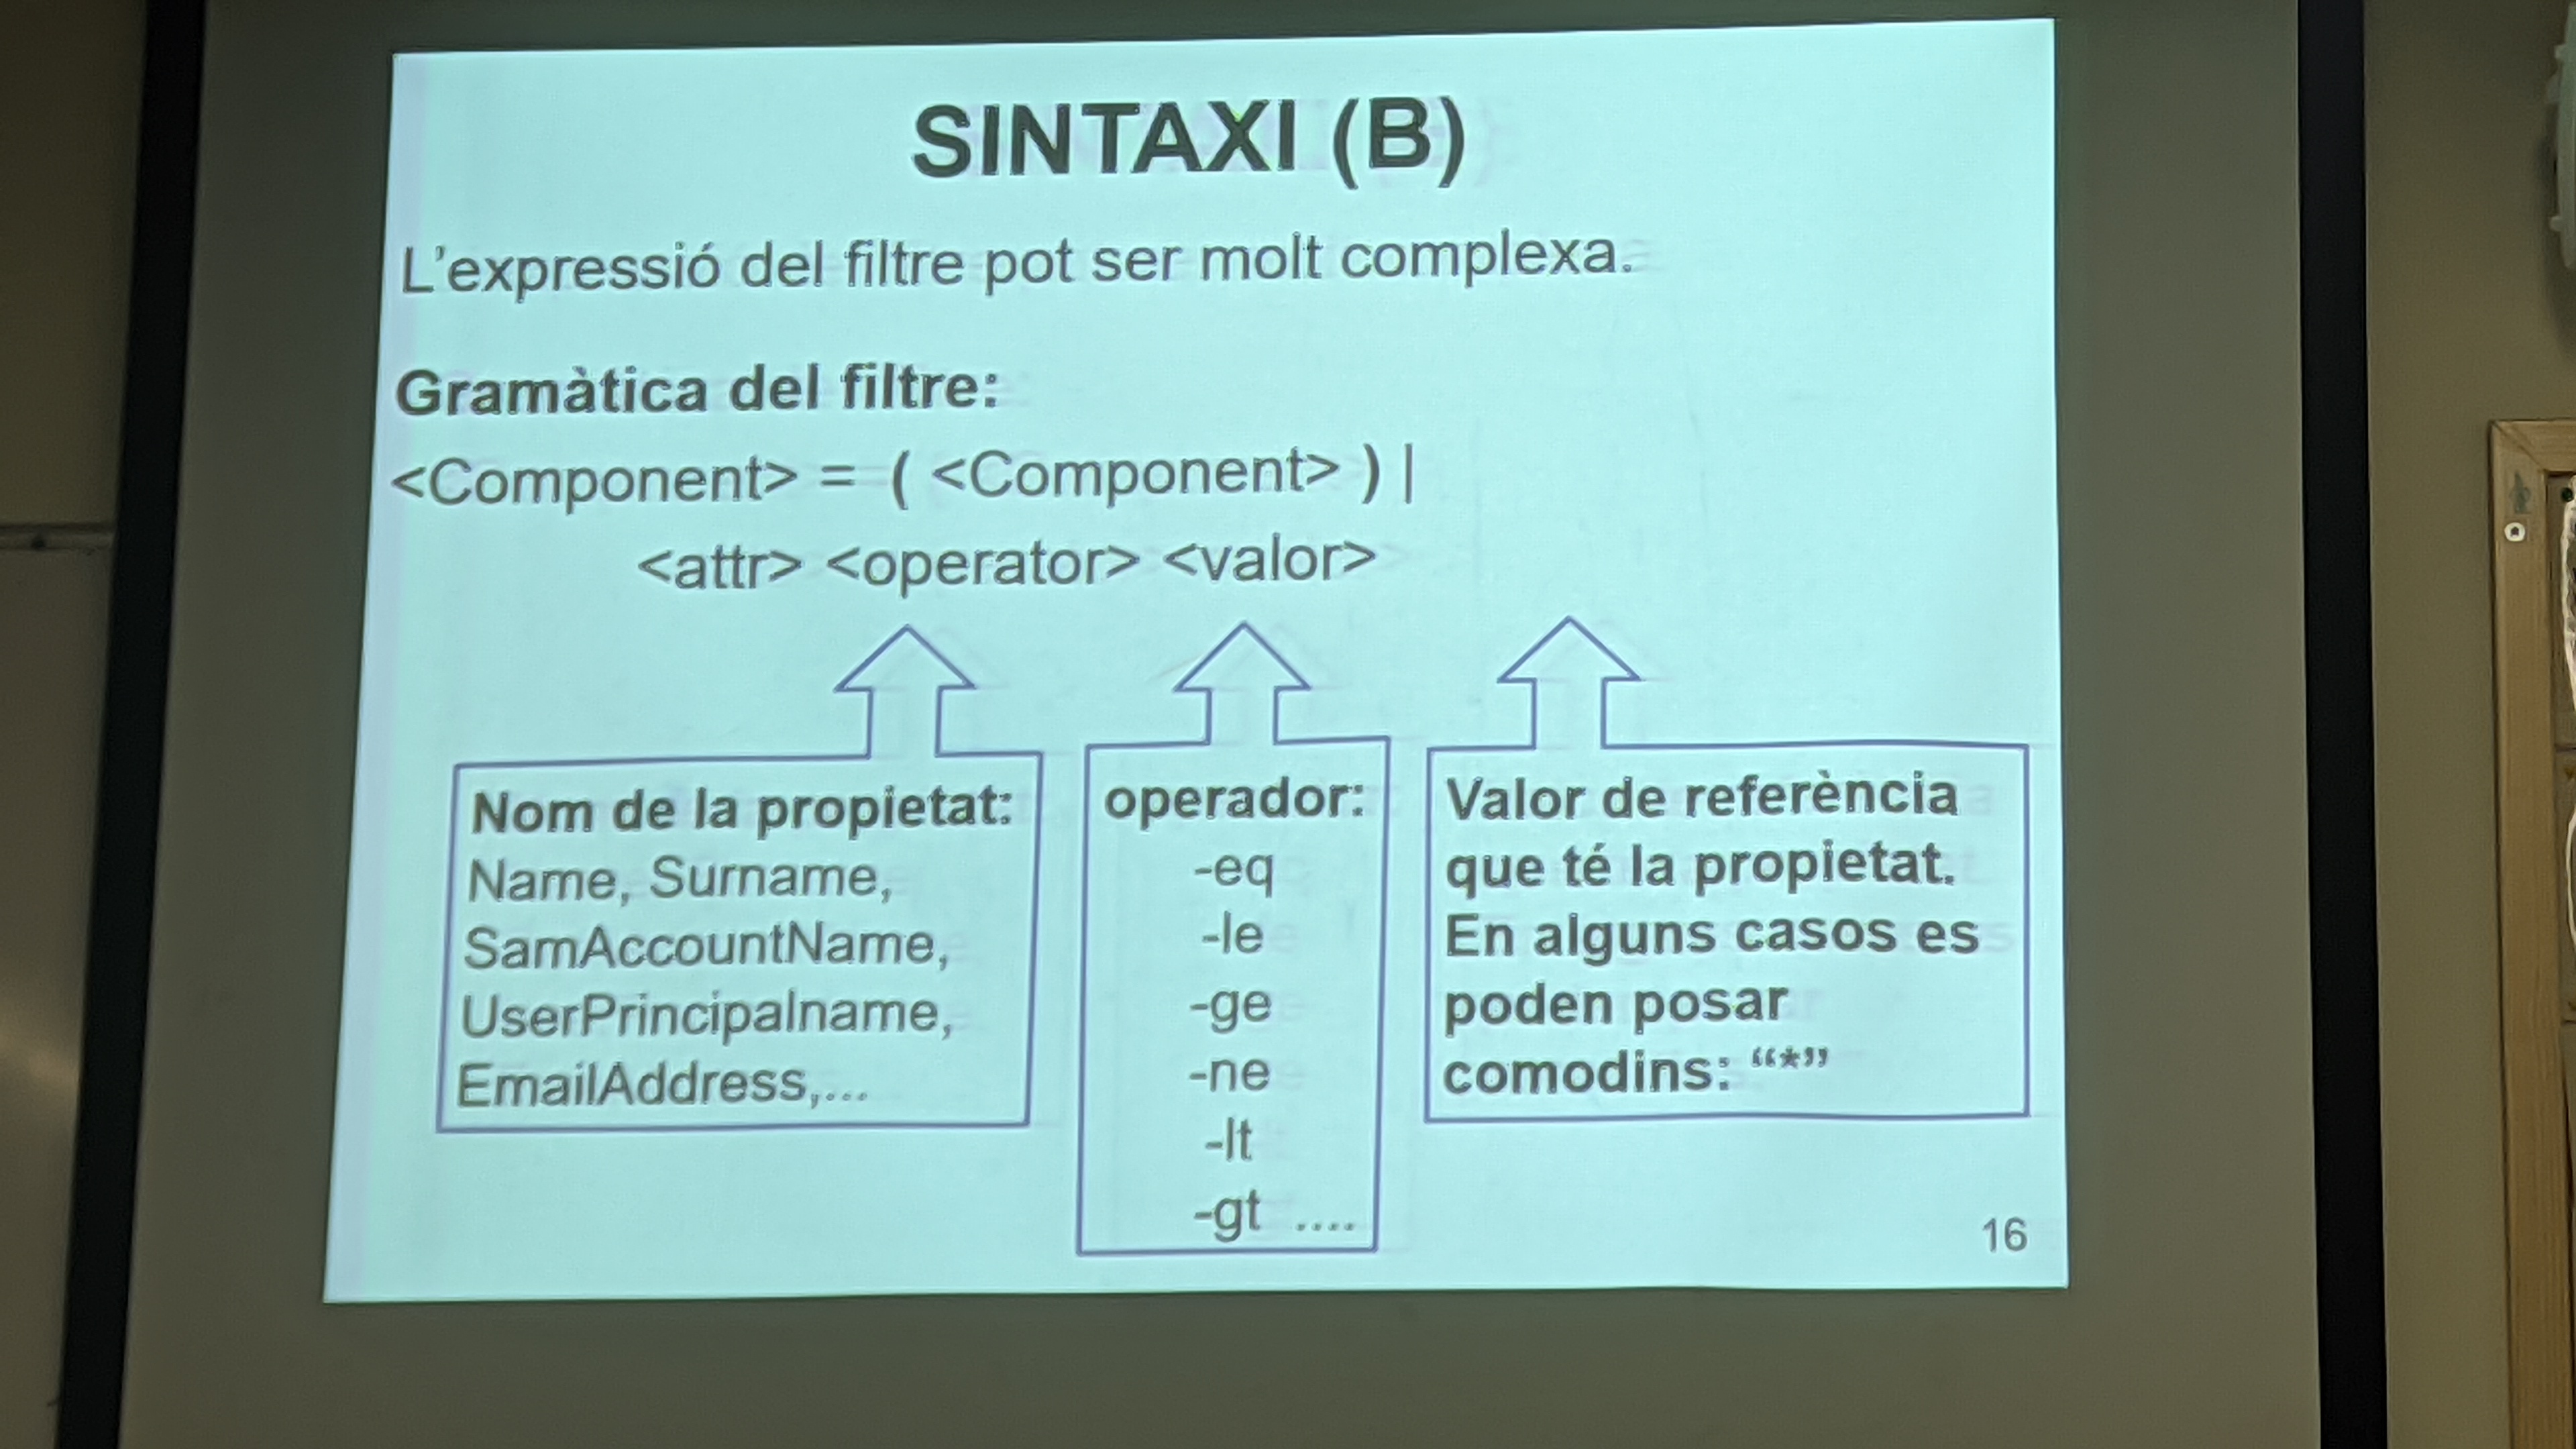 SINTAXI (B)
L'expressió del filtre pot ser molt complexa.
Gramàtica del filtre:
<Component> = ( <Component> ) |
<attr> <operator> <valor>
Nom de la propietat:
Name, Surname,
SamAccountName,
UserPrincipalname,
EmailAddress,...
operador:
-eq
-le
-ge
-ne
-lt
-gt ....
Valor de referència
que té la propietat.
En alguns casos es
poden posar
comodins: “*”
16